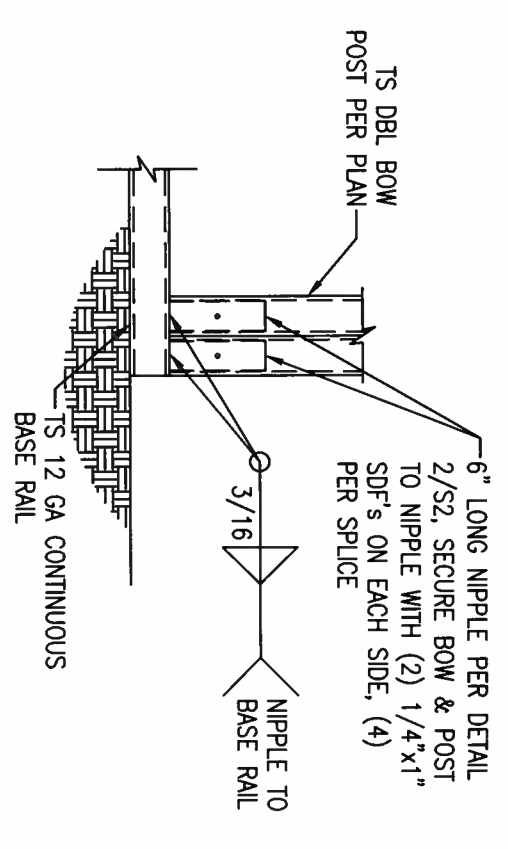 TS DBL BOW
POST PER PLAN
6" LONG NIPPLE PER DETAIL
2/S2, SECURE BOW & POST
TO NIPPLE WITH (2) 1/4"x1"
SDF's ON EACH SIDE, (4)
PER SPLICE
3/16
NIPPLE TO
BASE RAIL
TS 12 GA CONTINUOUS
BASE RAIL